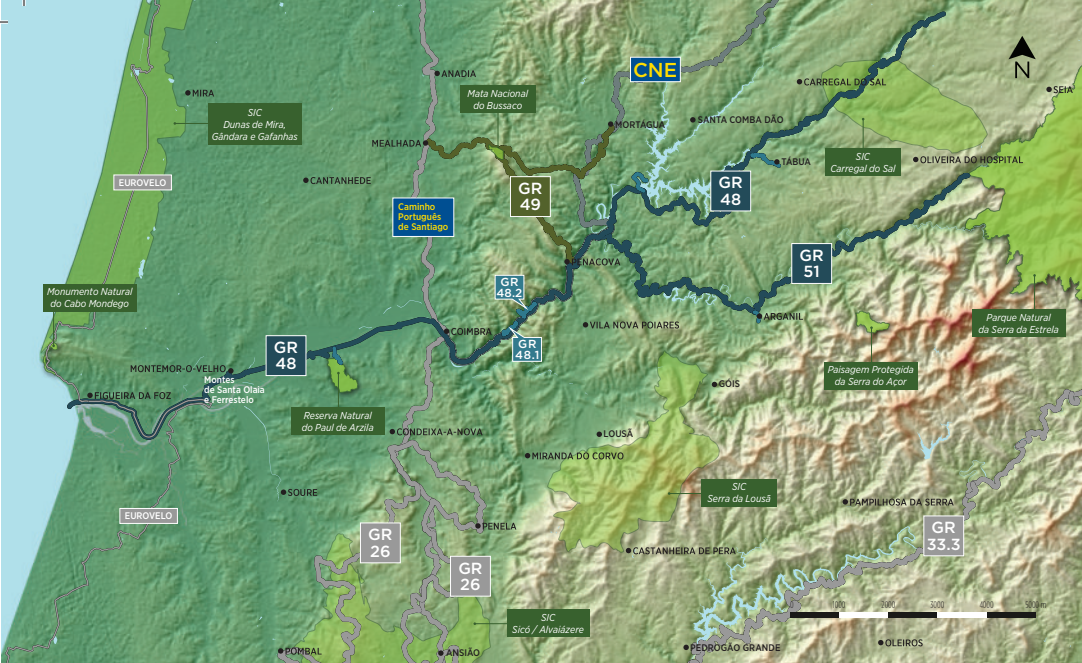 CNE
N
ANADIA
CARREGAL DO SAL
SEIA
MIRA
Mata Nacional
do Bussaco
SIC
Dunas de Mira,
Gândara e Gafanhas
MORTÁGUA
SANTA COMBA DÃO
MEALHADA
SIC
Carregal do Sal
TÁBUA
OLIVEIRA DO HOSPITAL
EUROVELO
CANTANHEDE
GR
49
GR
48
Caminho
Português
de Santiago
PENACOVA
GR
51
GR
48.2
Monumento Natural
do Cabo Mondego
COIMBRA
VILA NOVA POIARES
ARGANIL
Parque Natural
da Serra da Estrela
GR
48.1
GR
48
MONTEMOR-O-VELHO
Montes
de Santa Olaia
e Ferrestelo
FIGUEIRA DA FOZ
Paisagem Protegida
da Serra do Açor
GÓIS
Reserva Natural
do Paul de Arzila
CONDEIXA-A-NOVA
LOUSÃ
MIRANDA DO CORVO
SIC
Serra da Lousã
SOURE
PAMPILHOSA DA SERRA
EUROVELO
PENELA
GR
26
GR
33.3
CASTANHEIRA DE PERA
GR
26
0 1000 2000 3000 4000 5000 m
SIC
Sicó / Alvaiázere
POMBAL
ANSIÃO
PEDROGÃO GRANDE
OLEIROS